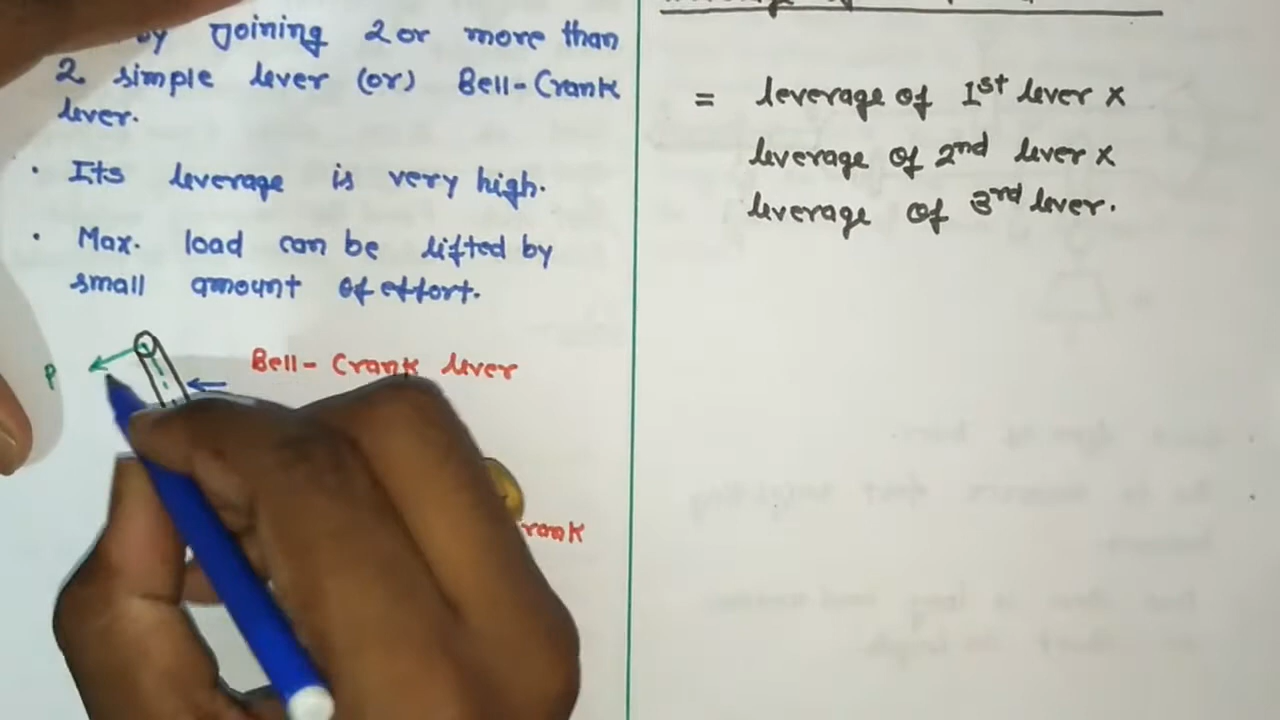 by joining 2 or more than
2 simple lever (or) Bell-Crank
lever.
· Its leverage is very high.
· Max. load can be lifted by
small amount of effort.
P
Bell-Crank lever
= leverage of 1st lever x
leverage of 2nd lever x
leverage of 3rd lever.